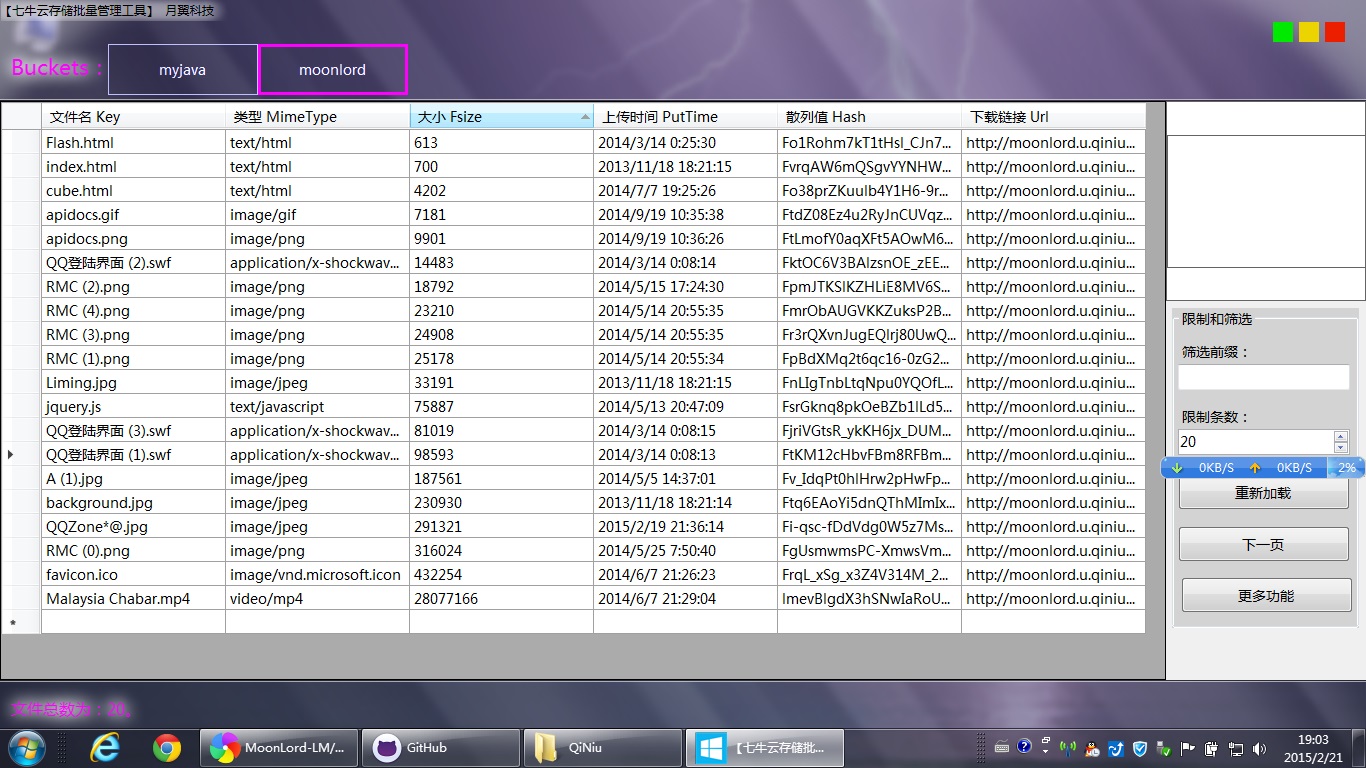 【七牛云存储批量管理工具】 月翼科技
Buckets : myjava moonlord
文件名 Key 类型 MimeType 大小 Fsize 上传时间 PutTime 散列值 Hash 下载链接 Url
Flash.html text/html 613 2014/3/14 0:25:30 Fo1Rohm7kT1tHsl_CJn7... http://moonlord.u.qiniu...
index.html text/html 700 2013/11/18 18:21:15 FvrqAW6mQSgvYYNHW... http://moonlord.u.qiniu...
cube.html text/html 4202 2014/7/7 19:25:26 Fo38prZKuulb4Y1H6-9r... http://moonlord.u.qiniu...
apidocs.gif image/gif 7181 2014/9/19 10:35:38 FtdZ08Ez4u2RyJnCUVqz... http://moonlord.u.qiniu...
apidocs.png image/png 9901 2014/9/19 10:36:26 FtLmofY0aqXFt5AOwM6... http://moonlord.u.qiniu...
QQ登陆界面 (2).swf application/x-shockwav... 14483 2014/3/14 0:08:14 FktOC6V3BAlzsnOE_zEE... http://moonlord.u.qiniu...
RMC (2).png image/png 18792 2014/5/15 17:24:30 FpmJTKSlKZHLiE8MV6S... http://moonlord.u.qiniu...
RMC (4).png image/png 23210 2014/5/14 20:55:35 FmrObAUGVKKZuksP2B... http://moonlord.u.qiniu...
RMC (3).png image/png 24908 2014/5/14 20:55:35 Fr3rQXvnJugEQlrj80UwQ... http://moonlord.u.qiniu...
RMC (1).png image/png 25178 2014/5/14 20:55:34 FpBdXMq2t6qc16-0zG2... http://moonlord.u.qiniu...
Liming.jpg image/jpeg 33191 2013/11/18 18:21:15 FnLIgTnbLtqNpu0YQOfL... http://moonlord.u.qiniu...
jquery.js text/javascript 75887 2014/5/13 20:47:09 FsrGknq8pkOeBZb1lLd5... http://moonlord.u.qiniu...
QQ登陆界面 (3).swf application/x-shockwav... 81019 2014/3/14 0:08:15 FjriVGtsR_ykKH6jx_DUM... http://moonlord.u.qiniu...
QQ登陆界面 (1).swf application/x-shockwav... 98593 2014/3/14 0:08:13 FtKM12cHbvFBm8RFBm... http://moonlord.u.qiniu...
A (1).jpg image/jpeg 187561 2014/5/5 14:37:01 Fv_IdqPt0hlHrw2pHwFp... http://moonlord.u.qiniu...
background.jpg image/jpeg 230930 2013/11/18 18:21:14 Ftq6EAoYi5dnQThMImIx... http://moonlord.u.qiniu...
QQZone*@.jpg image/jpeg 291321 2015/2/19 21:36:14 Fi-qsc-fDdVdg0W5z7Ms... http://moonlord.u.qiniu...
RMC (0).png image/png 316024 2014/5/25 7:50:40 FgUsmwmsPC-XmwsVm... http://moonlord.u.qiniu...
favicon.ico image/vnd.microsoft.icon 432254 2014/6/7 21:26:23 FrqL_xSg_x3Z4V314M_2... http://moonlord.u.qiniu...
Malaysia Chabar.mp4 video/mp4 28077166 2014/6/7 21:29:04 lmevBlgdX3hSNwIaRoU... http://moonlord.u.qiniu...
*
限制和筛选
筛选前缀：
限制条数：
20
0KB/S 0KB/S 2%
重新加载
下一页
更多功能
文件总数为：20。
MoonLord-LM/... GitHub QiNiu 【七牛云存储批...
19:03
2015/2/21